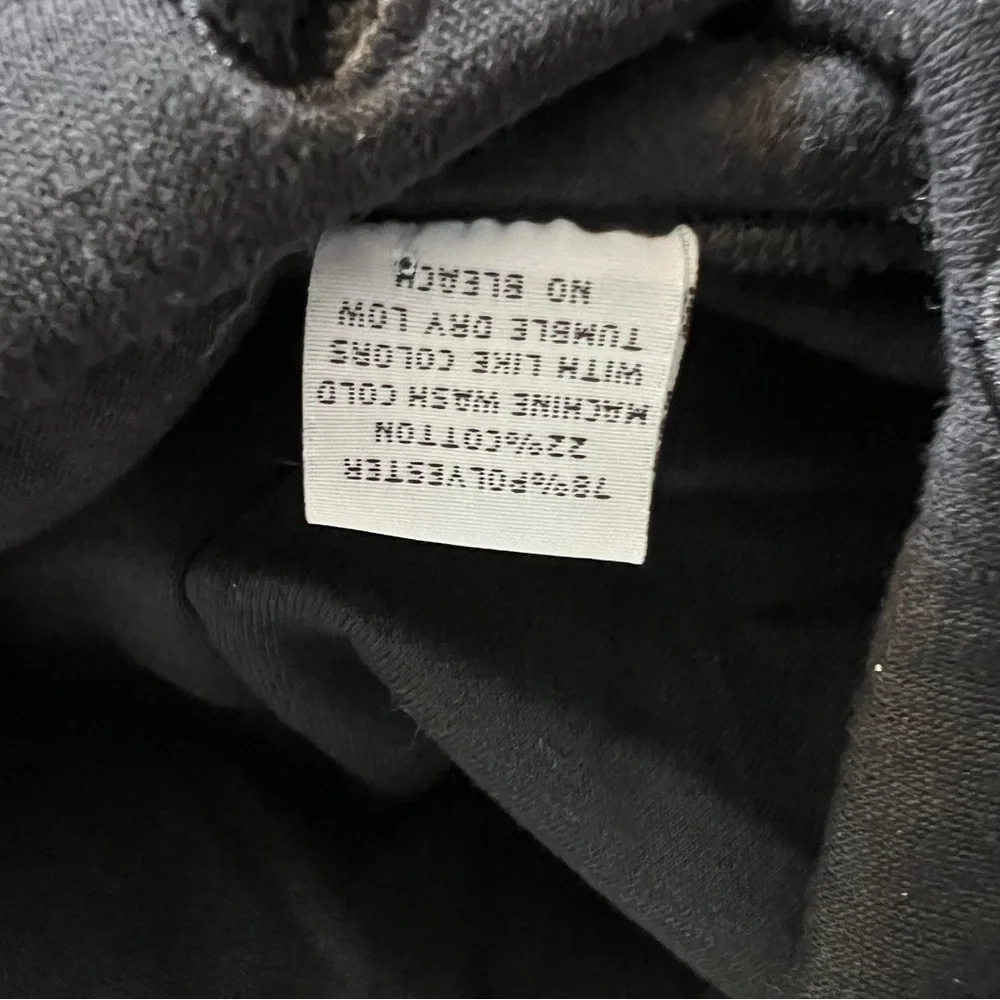 78%POLYESTER
22%COTTON
MACHINE WASH COLD
WITH LIKE COLORS
TUMBLE DRY LOW
NO BLEACH